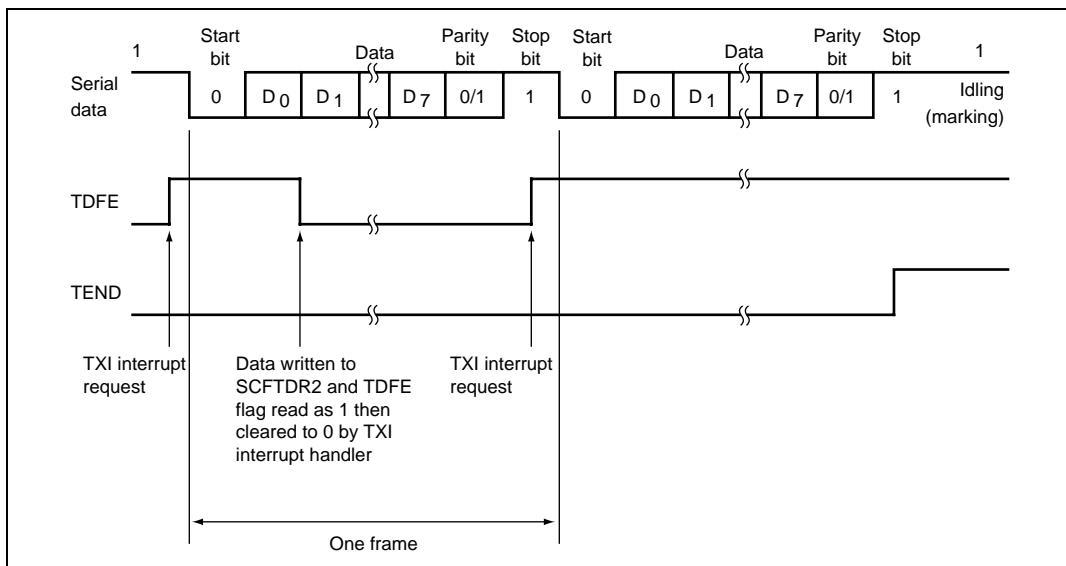 1 Start bit Data Parity bit Stop bit Start bit Data Parity bit Stop bit 1
Serial data 0 D0 D1 D7 0/1 1 0 D0 D1 D7 0/1 1 Idling (marking)
TDFE
TEND
TXI interrupt
request
Data written to
SCFTDR2 and TDFE
flag read as 1 then
cleared to 0 by TXI
interrupt handler
TXI interrupt
request
One frame